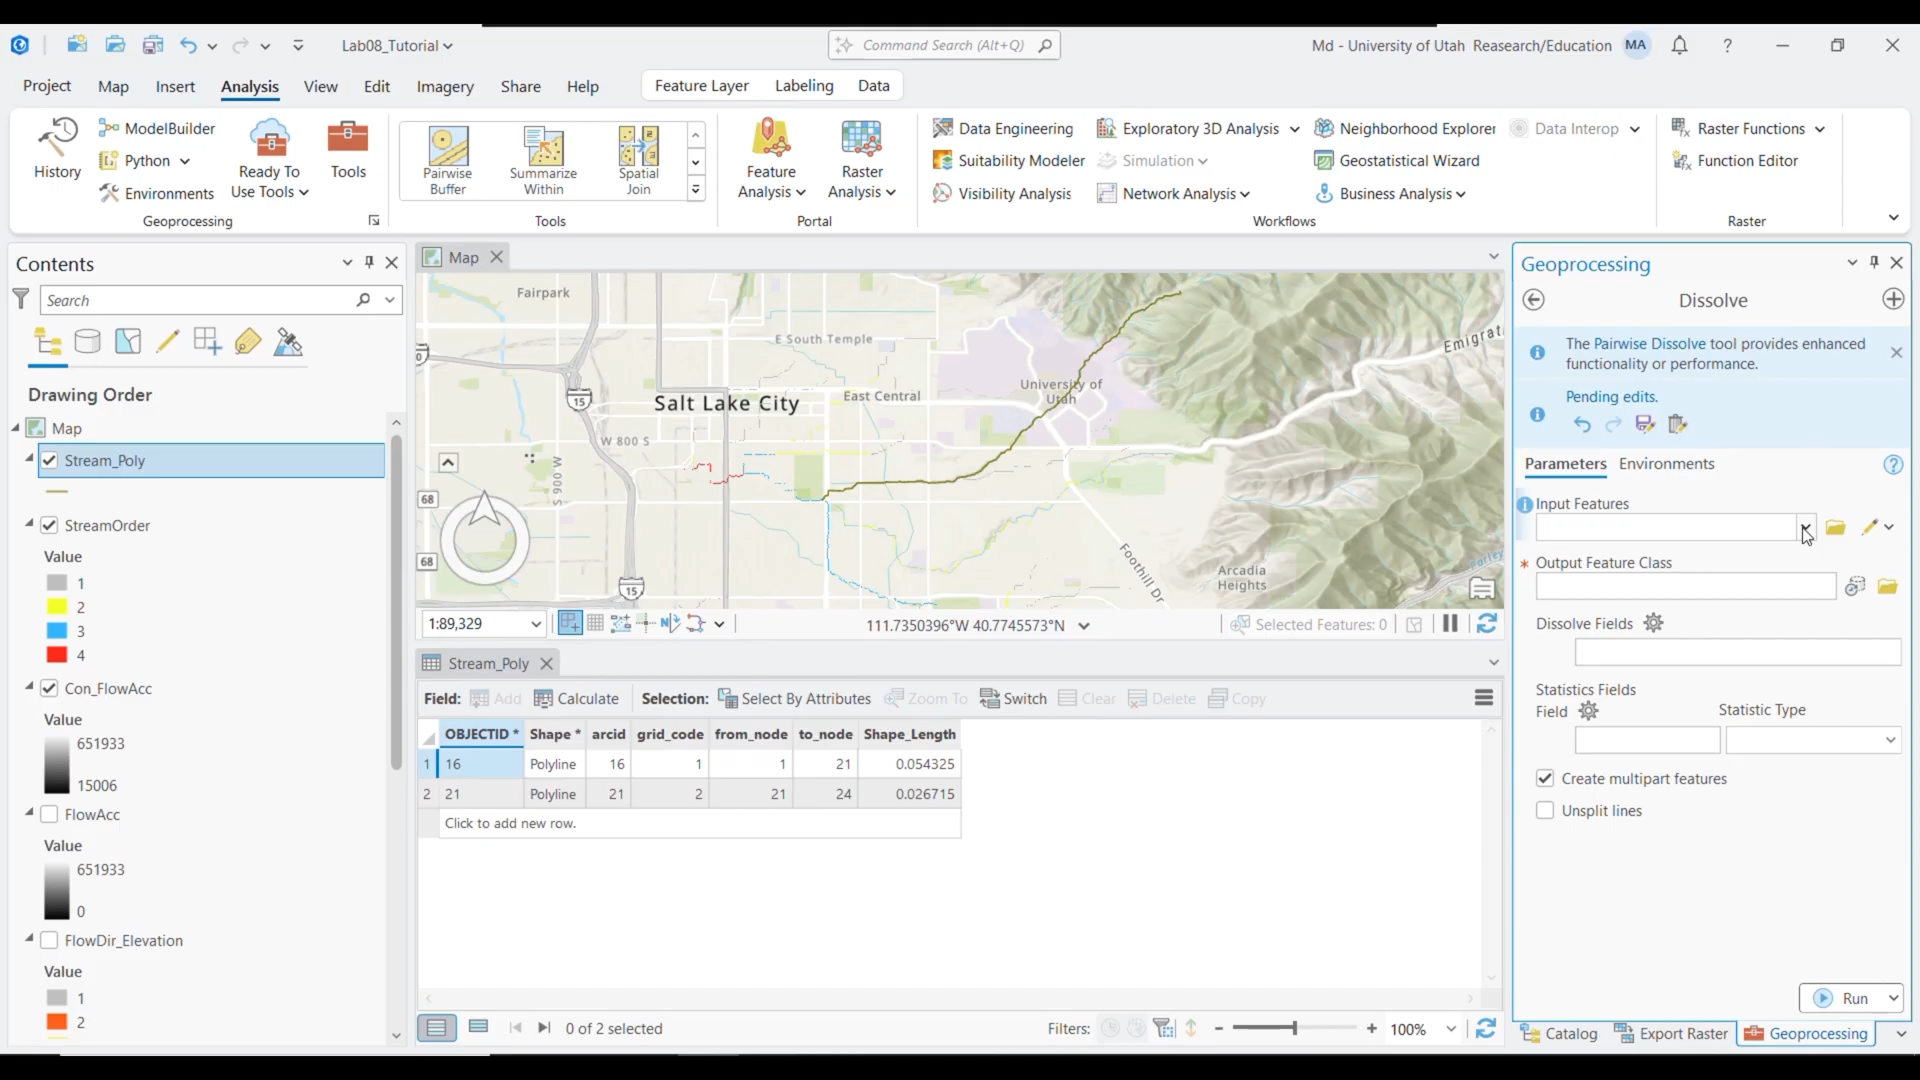 Lab08_Tutorial
Command Search (Alt+Q)
Md - University of Utah Reasearch/Education
MA
Project
Map
Insert
Analysis
View
Edit
Imagery
Share
Help
Feature Layer
Labeling
Data
History
ModelBuilder
Python
Environments
Ready To
Use Tools
Tools
Geoprocessing
Pairwise
Buffer
Summarize
Within
Spatial
Join
Tools
Feature
Analysis
Raster
Analysis
Portal
Data Engineering
Suitability Modeler
Visibility Analysis
Exploratory 3D Analysis
Simulation
Network Analysis
Neighborhood Explorer
Geostatistical Wizard
Business Analysis
Data Interop
Workflows
Raster Functions
Function Editor
Raster
Contents
Search
Drawing Order
Map
Stream_Poly
StreamOrder
Value
1
2
3
4
Con_FlowAcc
Value
651933
15006
FlowAcc
Value
651933
0
FlowDir_Elevation
Value
1
2
Map
Fairpark
E South Temple
Emigrat
15
University of
Utah
East Central
Salt Lake City
W 800 S
S 900 W
68
68
15
Foothill Dr
Arcadia
Heights
Parley
1:89,329
111.7350396°W 40.7745573°N
Selected Features: 0
Stream_Poly
Field: Add Calculate Selection: Select By Attributes Zoom To Switch Clear Delete Copy
OBJECTID * Shape * arcid grid_code from_node to_node Shape_Length
1 16 Polyline 16 1 1 21 0.054325
2 21 Polyline 21 2 21 24 0.026715
Click to add new row.
0 of 2 selected
Filters:
100%
Geoprocessing
Dissolve
The Pairwise Dissolve tool provides enhanced
functionality or performance.
Pending edits.
Parameters Environments
Input Features
* Output Feature Class
Dissolve Fields
Statistics Fields
Field
Statistic Type
Create multipart features
Unsplit lines
Run
Catalog
Export Raster
Geoprocessing